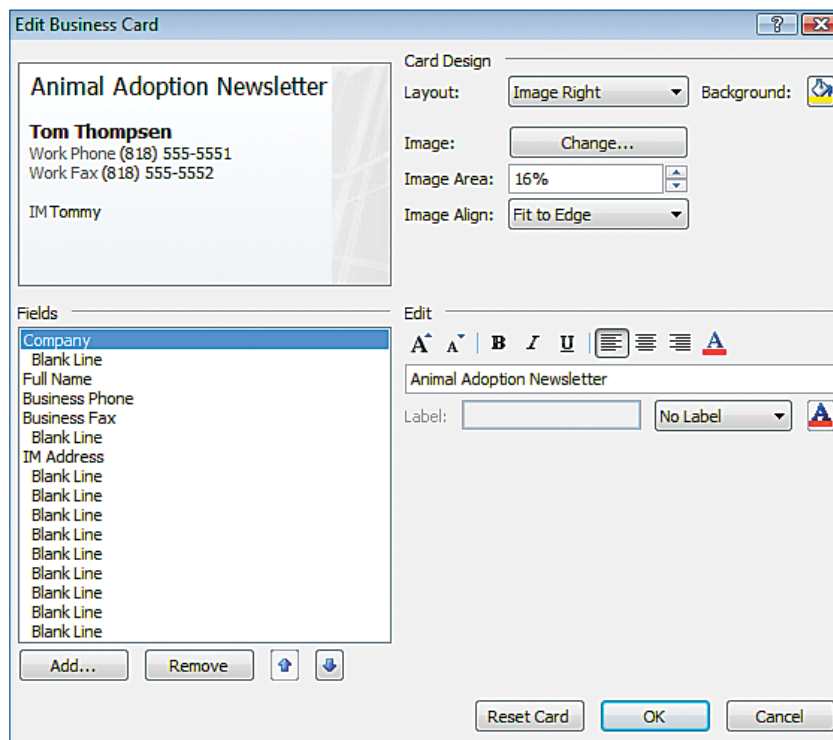 Edit Business Card
Animal Adoption Newsletter
Tom Thompsen
Work Phone (818) 555-5551
Work Fax (818) 555-5552
IM Tommy
Card Design
Layout: Image Right Background:
Image: Change...
Image Area: 16%
Image Align: Fit to Edge
Fields
Company
Blank Line
Full Name
Business Phone
Business Fax
Blank Line
IM Address
Blank Line
Blank Line
Blank Line
Blank Line
Blank Line
Blank Line
Blank Line
Blank Line
Blank Line
Add... Remove
Edit
A A B I U A
Animal Adoption Newsletter
Label: No Label A
Reset Card OK Cancel